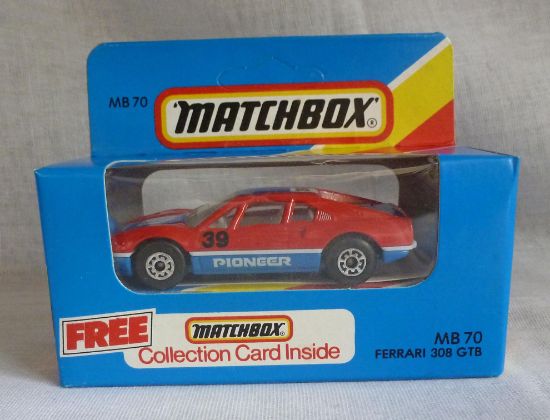 MB 70
"MATCHBOX"®
39
PIONEER
FREE
"MATCHBOX"
Collection Card Inside
MB 70
FERRARI 308 GTB